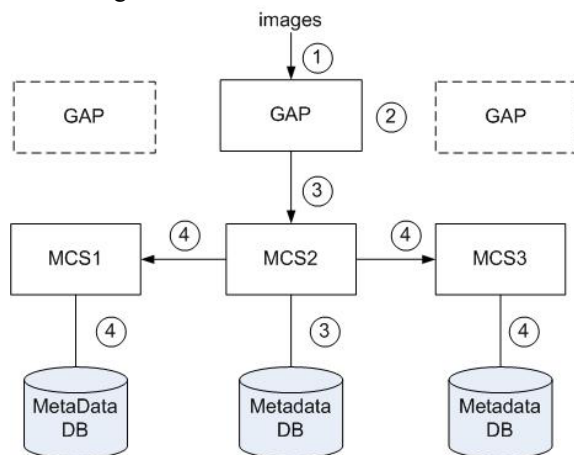 images
1
GAP
GAP
2
GAP
3
4
4
MCS1
MCS2
MCS3
4
3
4
MetaData
DB
Metadata
DB
Metadata
DB